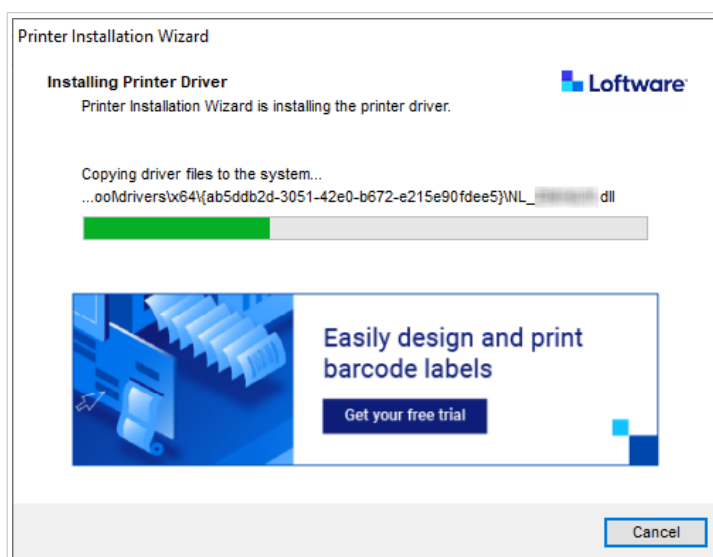 Printer Installation Wizard
Installing Printer Driver
Loftware
Printer Installation Wizard is installing the printer driver.
Copying driver files to the system...
...ool\drivers\x64\{ab5ddb2d-3051-42e0-b672-e215e90fdee5}\NL_ dll
Easily design and print
barcode labels
Get your free trial
Cancel